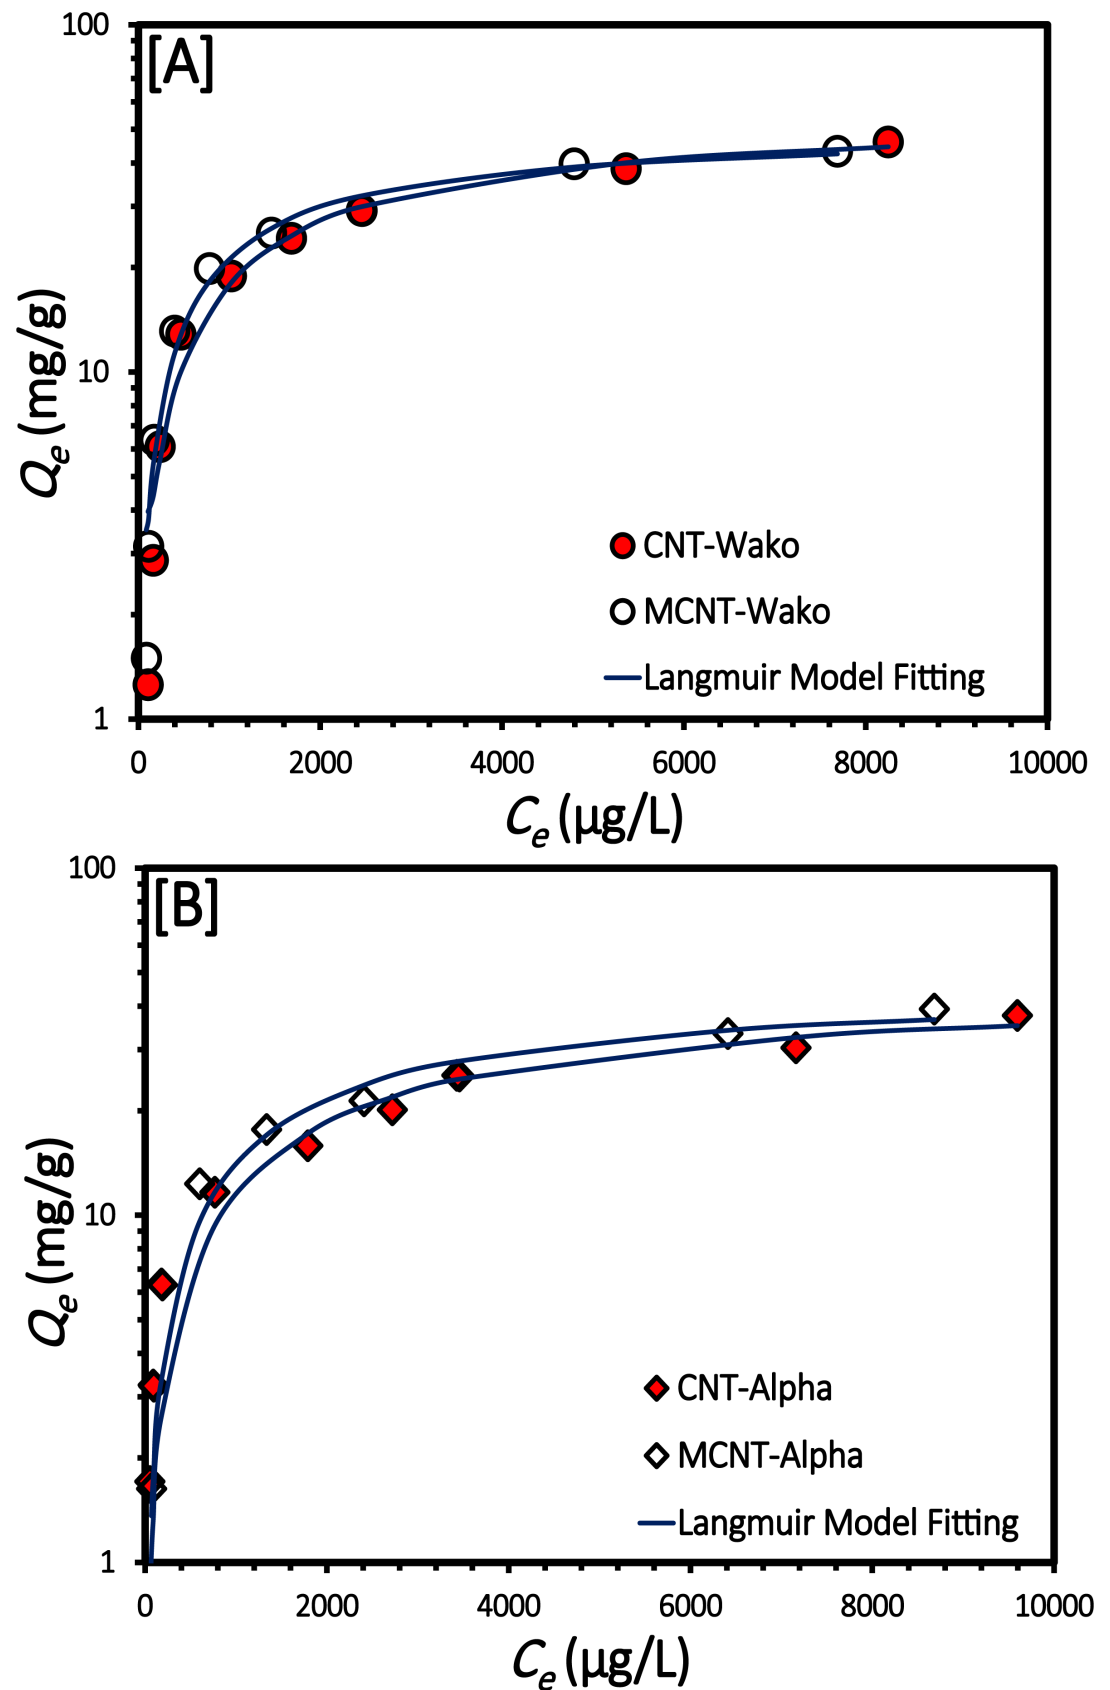 100
[A]
10
1
Qe (mg/g)
CNT-Wako
MCNT-Wako
Langmuir Model Fitting
0 2000 4000 6000 8000 10000
Ce (µg/L)
100
[B]
10
1
Qe (mg/g)
CNT-Alpha
MCNT-Alpha
Langmuir Model Fitting
0 2000 4000 6000 8000 10000
Ce (µg/L)